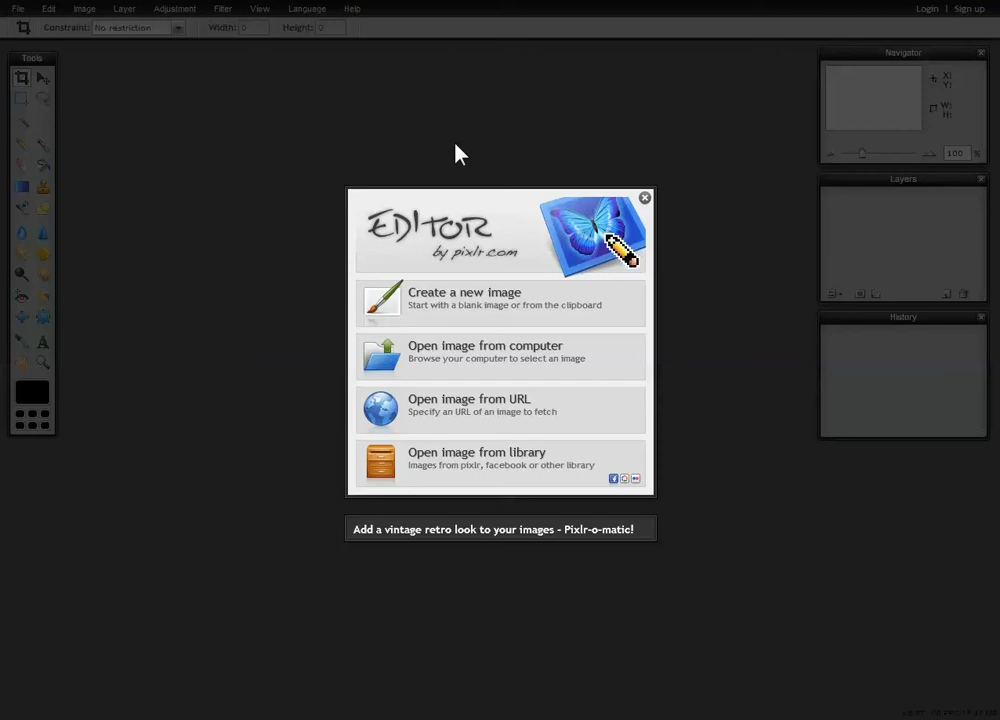 File Edit Image Layer Adjustment Filter View Language Help Login | Sign up
Constraint: No restriction Width: 0 Height: 0
Tools
Navigator
X:
Y:
W:
H:
100 %
Layers
History
EDITOR
by pixlr.com
Create a new image
Start with a blank image or from the clipboard
Open image from computer
Browse your computer to select an image
Open image from URL
Specify an URL of an image to fetch
Open image from library
Images from pixlr, facebook or other library
Add a vintage retro look to your images - Pixlr-o-matic!